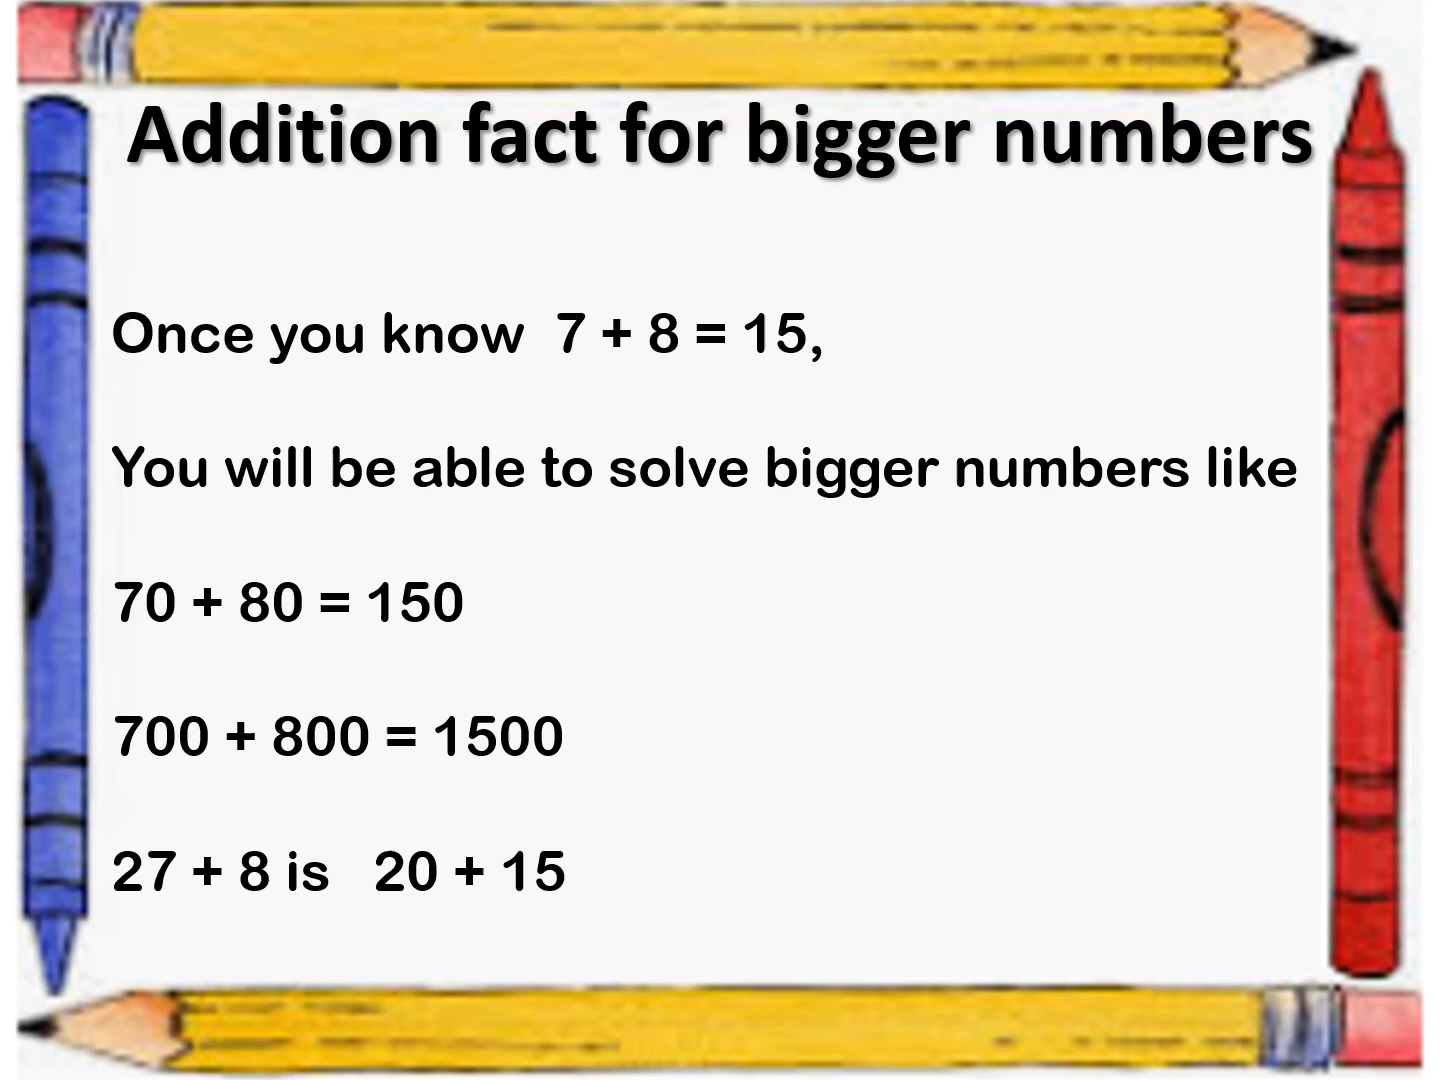 Addition fact for bigger numbers
Once you know 7 + 8 = 15,
You will be able to solve bigger numbers like
70 + 80 = 150
700 + 800 = 1500
27 + 8 is 20 + 15